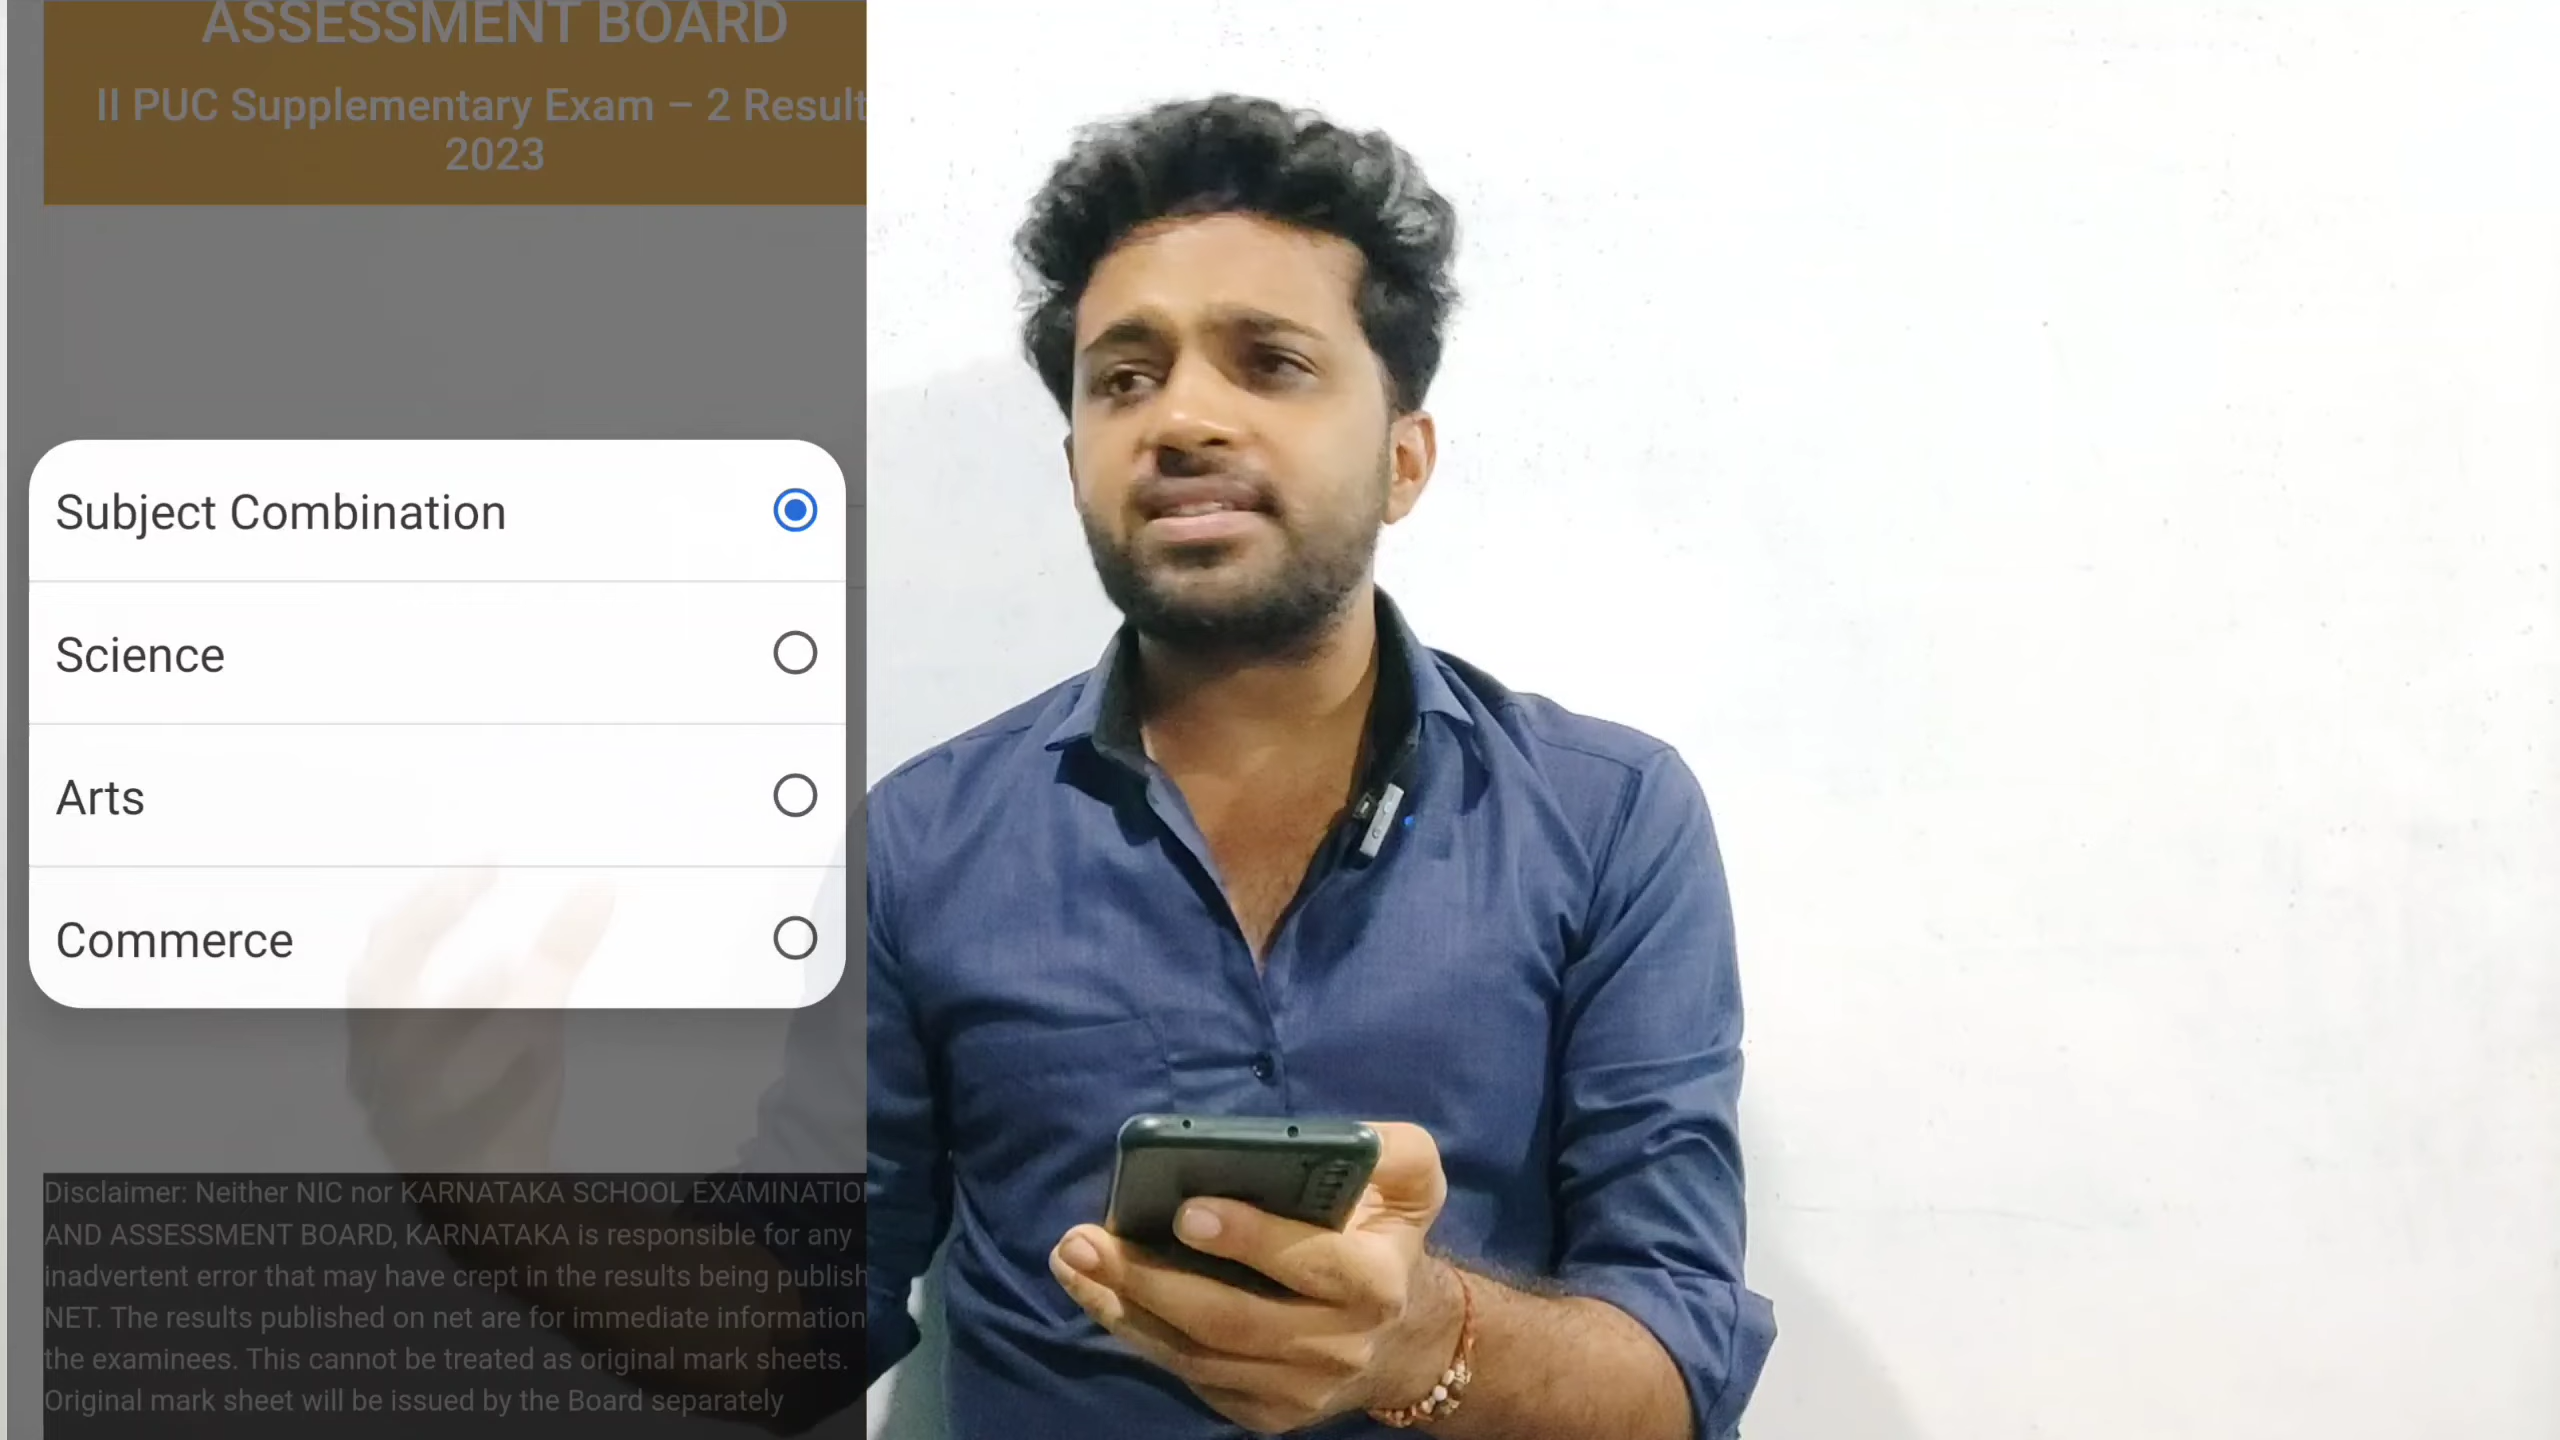 ASSESSMENT BOARD
II PUC Supplementary Exam – 2 Result
2023
Subject Combination
Science
Arts
Commerce
Disclaimer: Neither NIC nor KARNATAKA SCHOOL EXAMINATION
AND ASSESSMENT BOARD, KARNATAKA is responsible for any
inadvertent error that may have crept in the results being publish
NET. The results published on net are for immediate information
the examinees. This cannot be treated as original mark sheets.
Original mark sheet will be issued by the Board separately